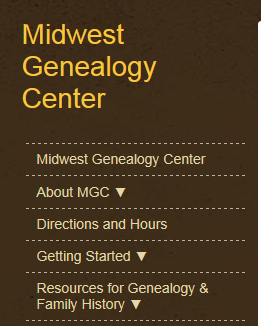 Midwest
Genealogy
Center
Midwest Genealogy Center
About MGC ▼
Directions and Hours
Getting Started ▼
Resources for Genealogy &
Family History ▼